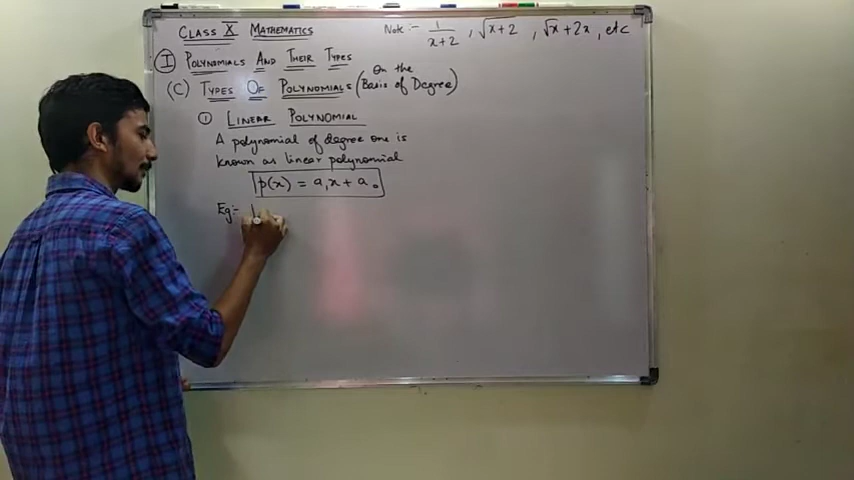 CLASS X MATHEMATICS
Note :- 1/(x+2) , √(x+2) , √x + 2x , etc
I POLYNOMIALS AND THEIR TYPES
(C) TYPES OF POLYNOMIALS (On the Basis of Degree)
1 LINEAR POLYNOMIAL
A polynomial of degree one is
known as linear polynomial
p(x) = a₁x + a₀
Eg:-